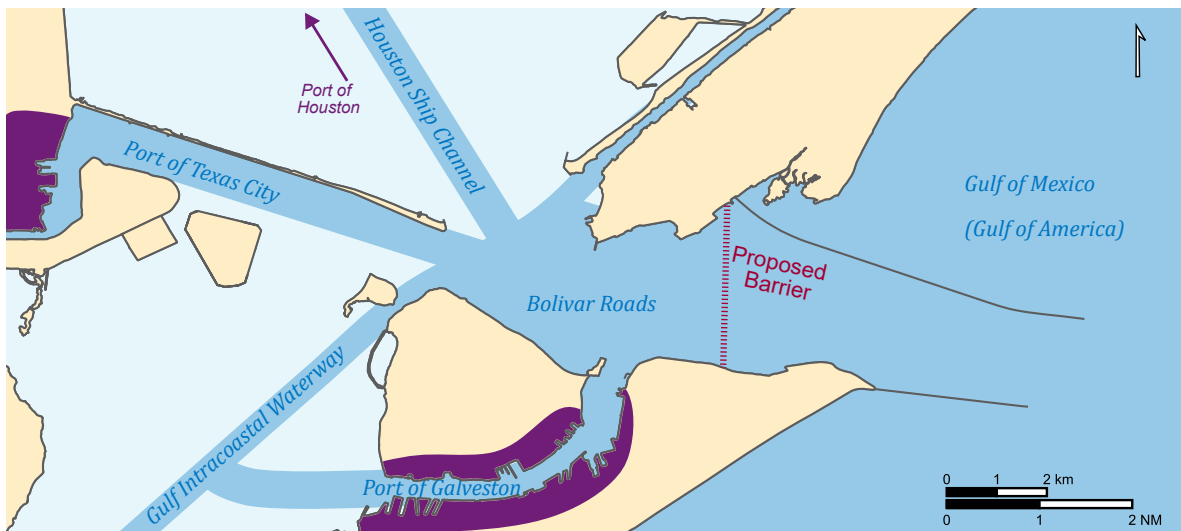 Port of
Houston
Houston Ship Channel
Port of Texas City
Gulf of Mexico
(Gulf of America)
Proposed
Barrier
Bolivar Roads
Gulf Intracoastal Waterway
Port of Galveston
0 1 2 km
0 1 2 NM